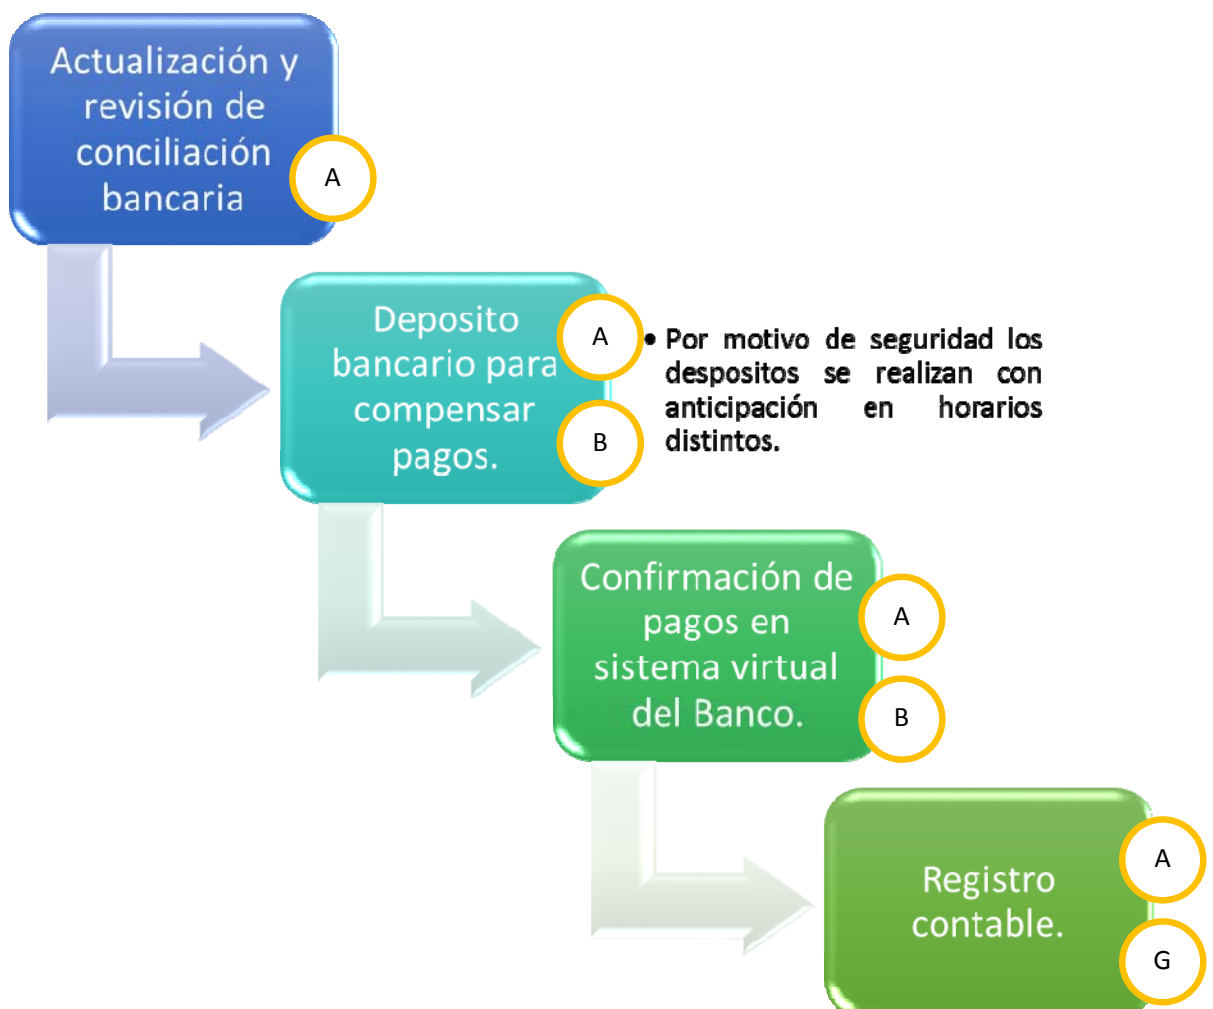 Actualización y
revisión de
conciliación
bancaria
A
Deposito
bancario para
compensar
pagos.
A
B
• Por motivo de seguridad los
despositos se realizan con
anticipación en horarios
distintos.
Confirmación de
pagos en
sistema virtual
del Banco.
A
B
Registro
contable.
A
G